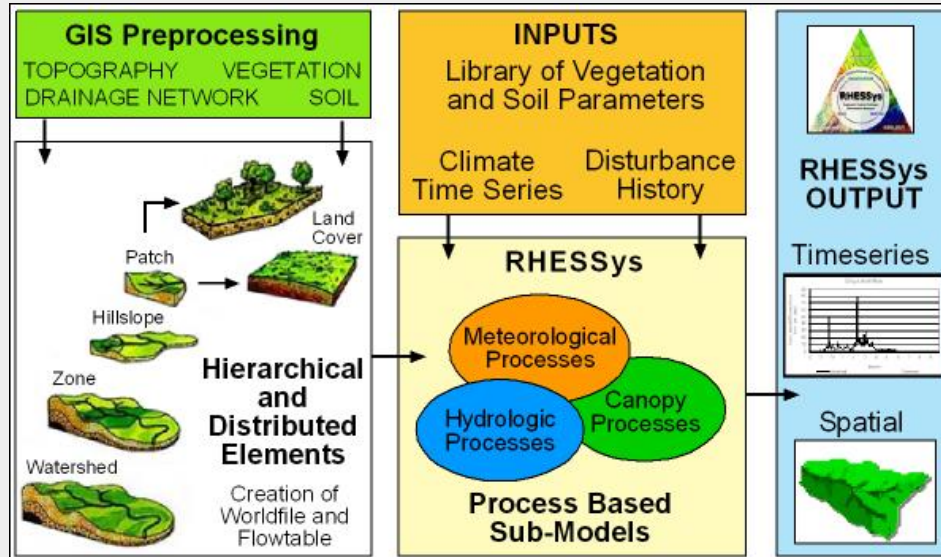 GIS Preprocessing
TOPOGRAPHY VEGETATION
DRAINAGE NETWORK SOIL
Land
Cover
Patch
Hillslope
Zone
Watershed
Hierarchical
and
Distributed
Elements
Creation of
Worldfile and
Flowtable
INPUTS
Library of Vegetation
and Soil Parameters
Climate
Time Series
Disturbance
History
RHESSys
Meteorological
Processes
Hydrologic
Processes
Canopy
Processes
Process Based
Sub-Models
RHESSys
RHESSys
OUTPUT
Timeseries
Spatial